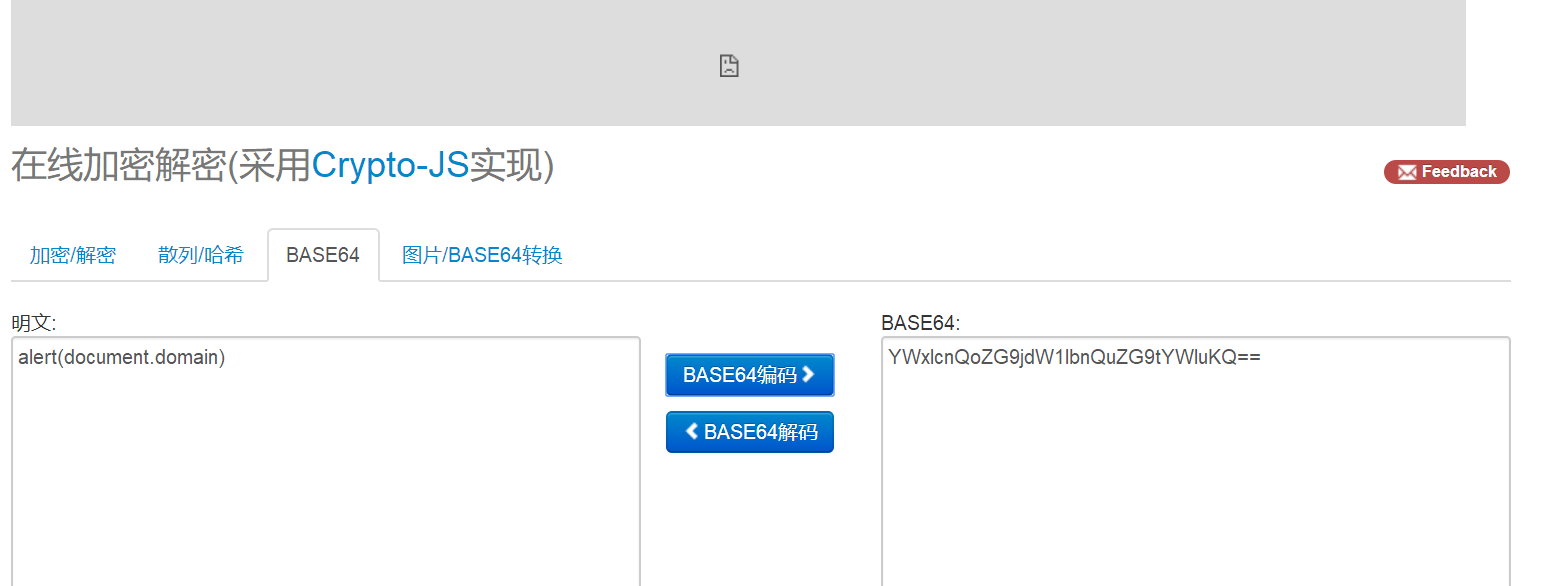 在线加密解密(采用Crypto-JS实现)
Feedback
加密/解密 散列/哈希 BASE64 图片/BASE64转换
明文:
BASE64:
alert(document.domain)
BASE64编码
YWxlcnQoZG9jdW1lbnQuZG9tYWluKQ==
BASE64解码